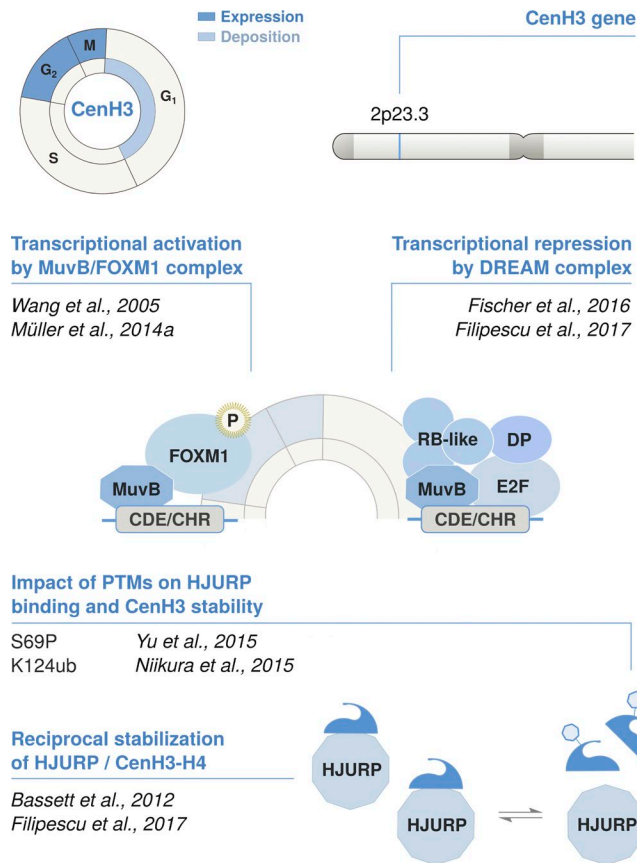 Expression
Deposition
CenH3 gene
M
G₂
G₁
S
CenH3
2p23.3
Transcriptional activation
by MuvB/FOXM1 complex
Wang et al., 2005
Müller et al., 2014a
Transcriptional repression
by DREAM complex
Fischer et al., 2016
Filipescu et al., 2017
P
FOXM1
MuvB
CDE/CHR
RB-like
DP
MuvB
E2F
CDE/CHR
Impact of PTMs on HJURP
binding and CenH3 stability
S69P Yu et al., 2015
K124ub Niikura et al., 2015
Reciprocal stabilization
of HJURP / CenH3-H4
Bassett et al., 2012
Filipescu et al., 2017
HJURP
HJURP
HJURP